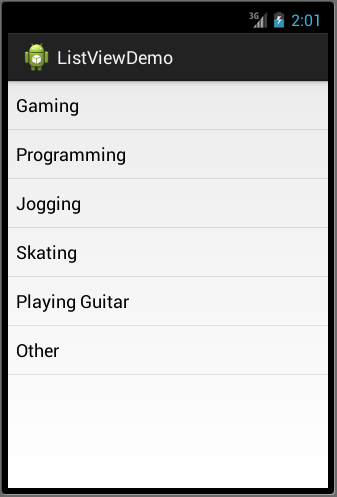 3G 2:01
ListViewDemo
Gaming
Programming
Jogging
Skating
Playing Guitar
Other